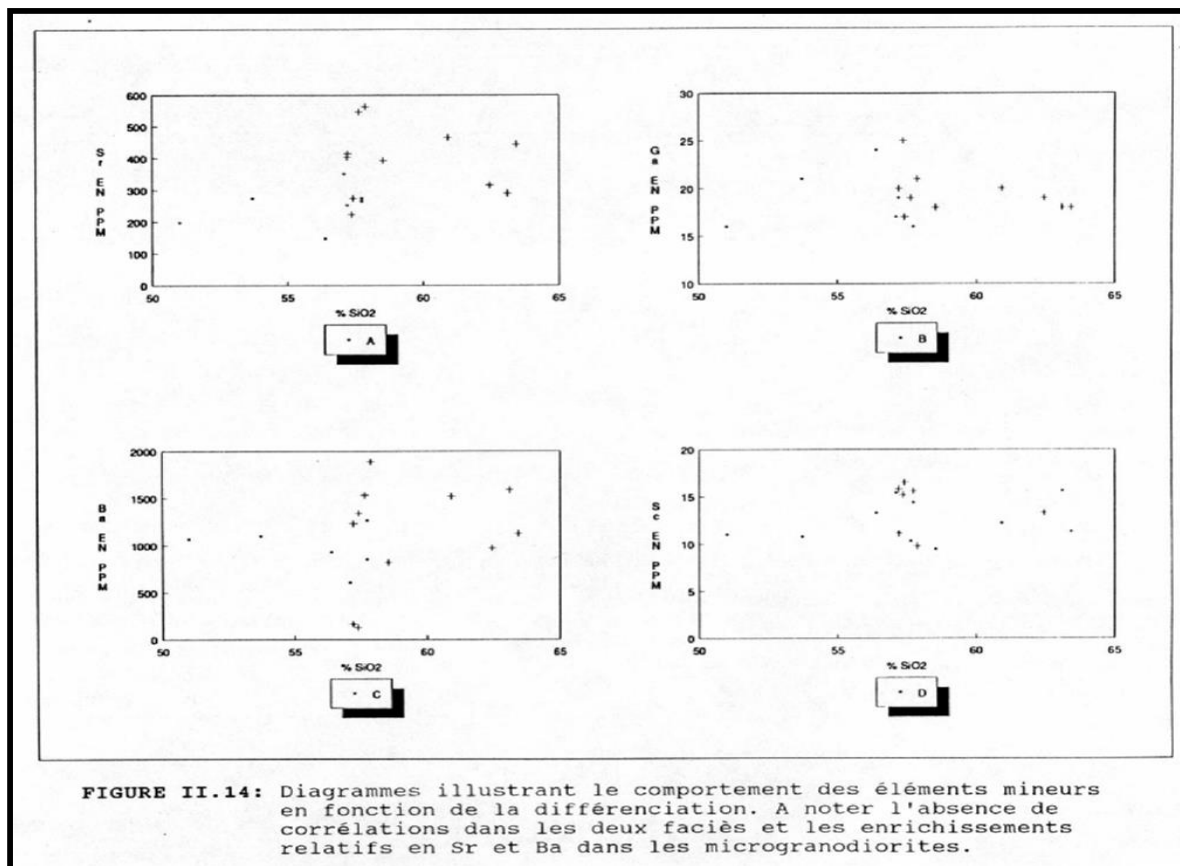 600
500
400
300
200
100
0
Sr EN PPM
50 55 60 65
% SiO2
A
30
25
20
15
10
Ga EN PPM
50 55 60 65
% SiO2
B
2000
1500
1000
500
0
Ba EN PPM
50 55 60 65
% SiO2
C
20
15
10
5
0
Sc EN PPM
50 55 60 65
% SiO2
D
FIGURE II.14: Diagrammes illustrant le comportement des éléments mineurs
en fonction de la différenciation. A noter l'absence de
corrélations dans les deux faciès et les enrichissements
relatifs en Sr et Ba dans les microgranodiorites.